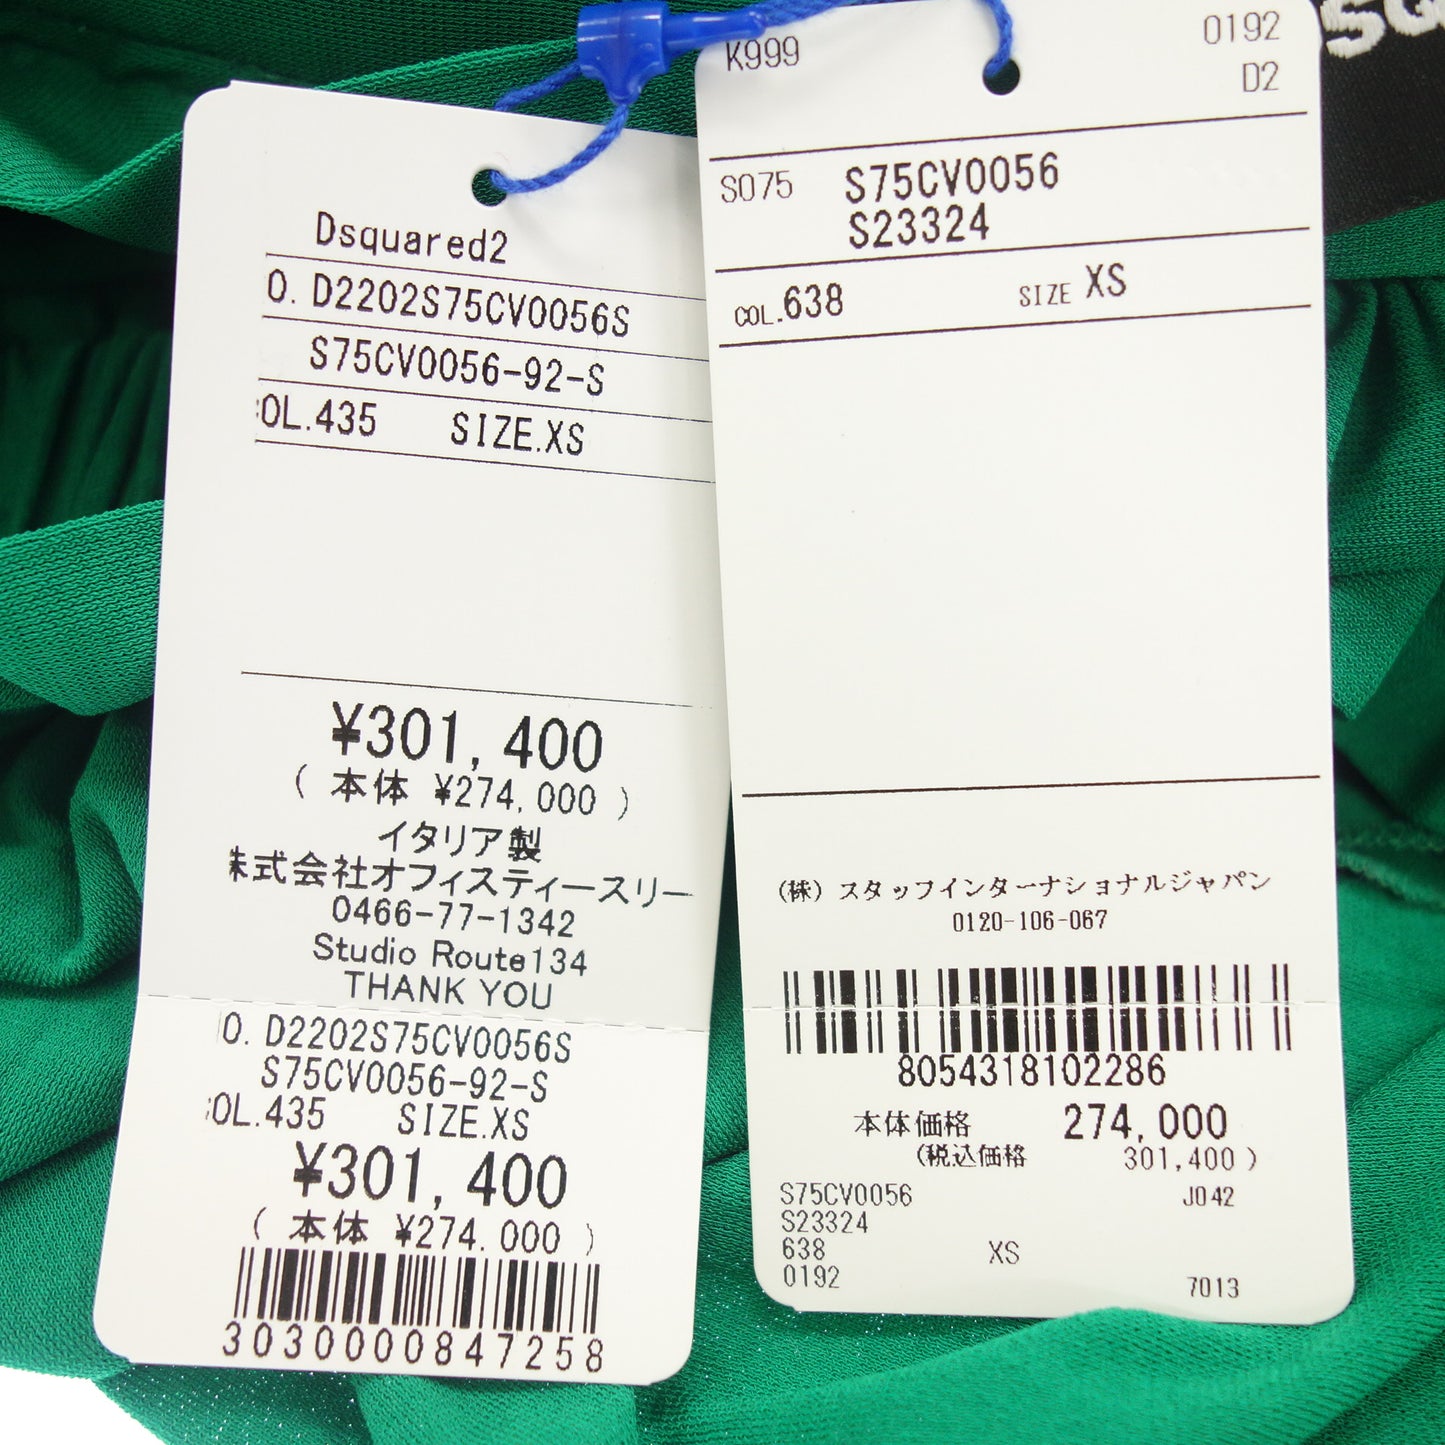 Dsquared2
O. D2202S75CV0056S
S75CV0056-92-S
OL.435 SIZE.XS
¥301,400
( 本体 ¥274,000 )
イタリア製
株式会社オフィスティースリー
0466-77-1342
Studio Route134
THANK YOU
O. D2202S75CV0056S
S75CV0056-92-S
OL.435 SIZE.XS
¥301,400
( 本体 ¥274,000 )
3030000847258
K999 0192
D2
S075 S75CV0056
S23324
COL.638 SIZE XS
(株) スタッフインターナショナルジャパン
0120-106-067
8054318102286
本体価格 274,000
(税込価格 301,400 )
S75CV0056 J042
S23324
638 XS
0192 7013
SQ